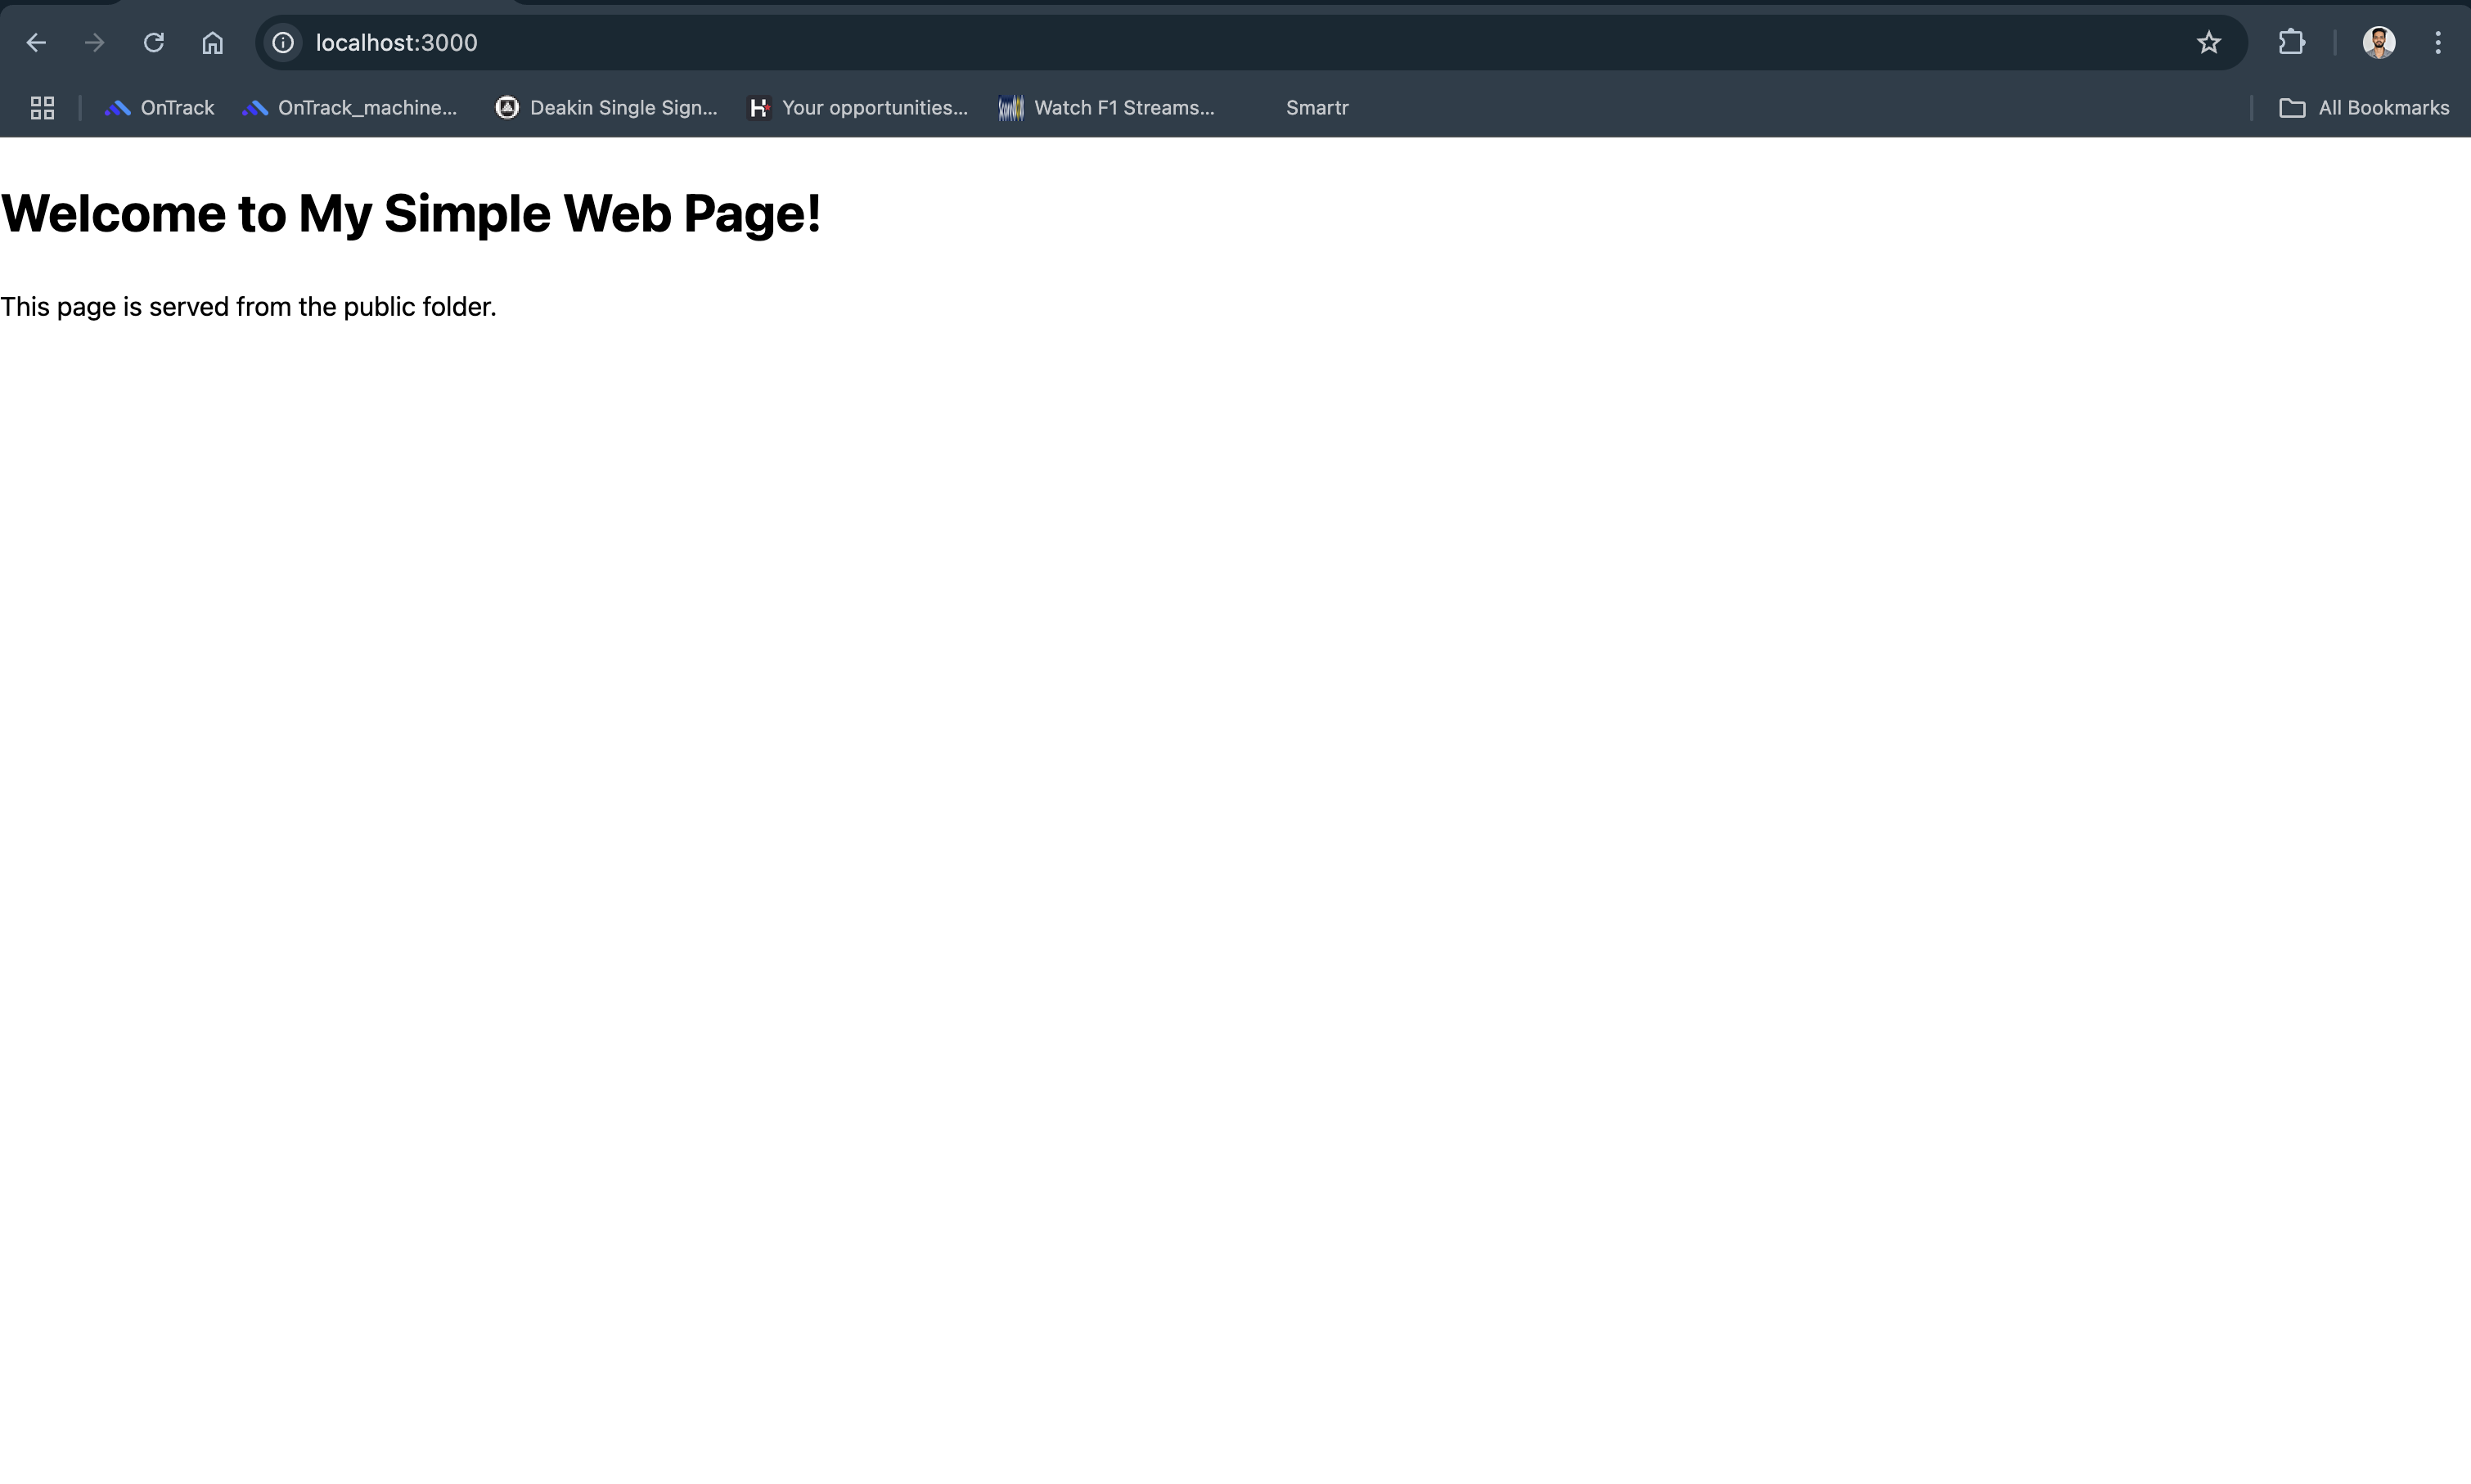 localhost:3000
OnTrack
OnTrack_machine...
Deakin Single Sign...
H
Your opportunities...
Watch F1 Streams...
Smartr
All Bookmarks
Welcome to My Simple Web Page!
This page is served from the public folder.